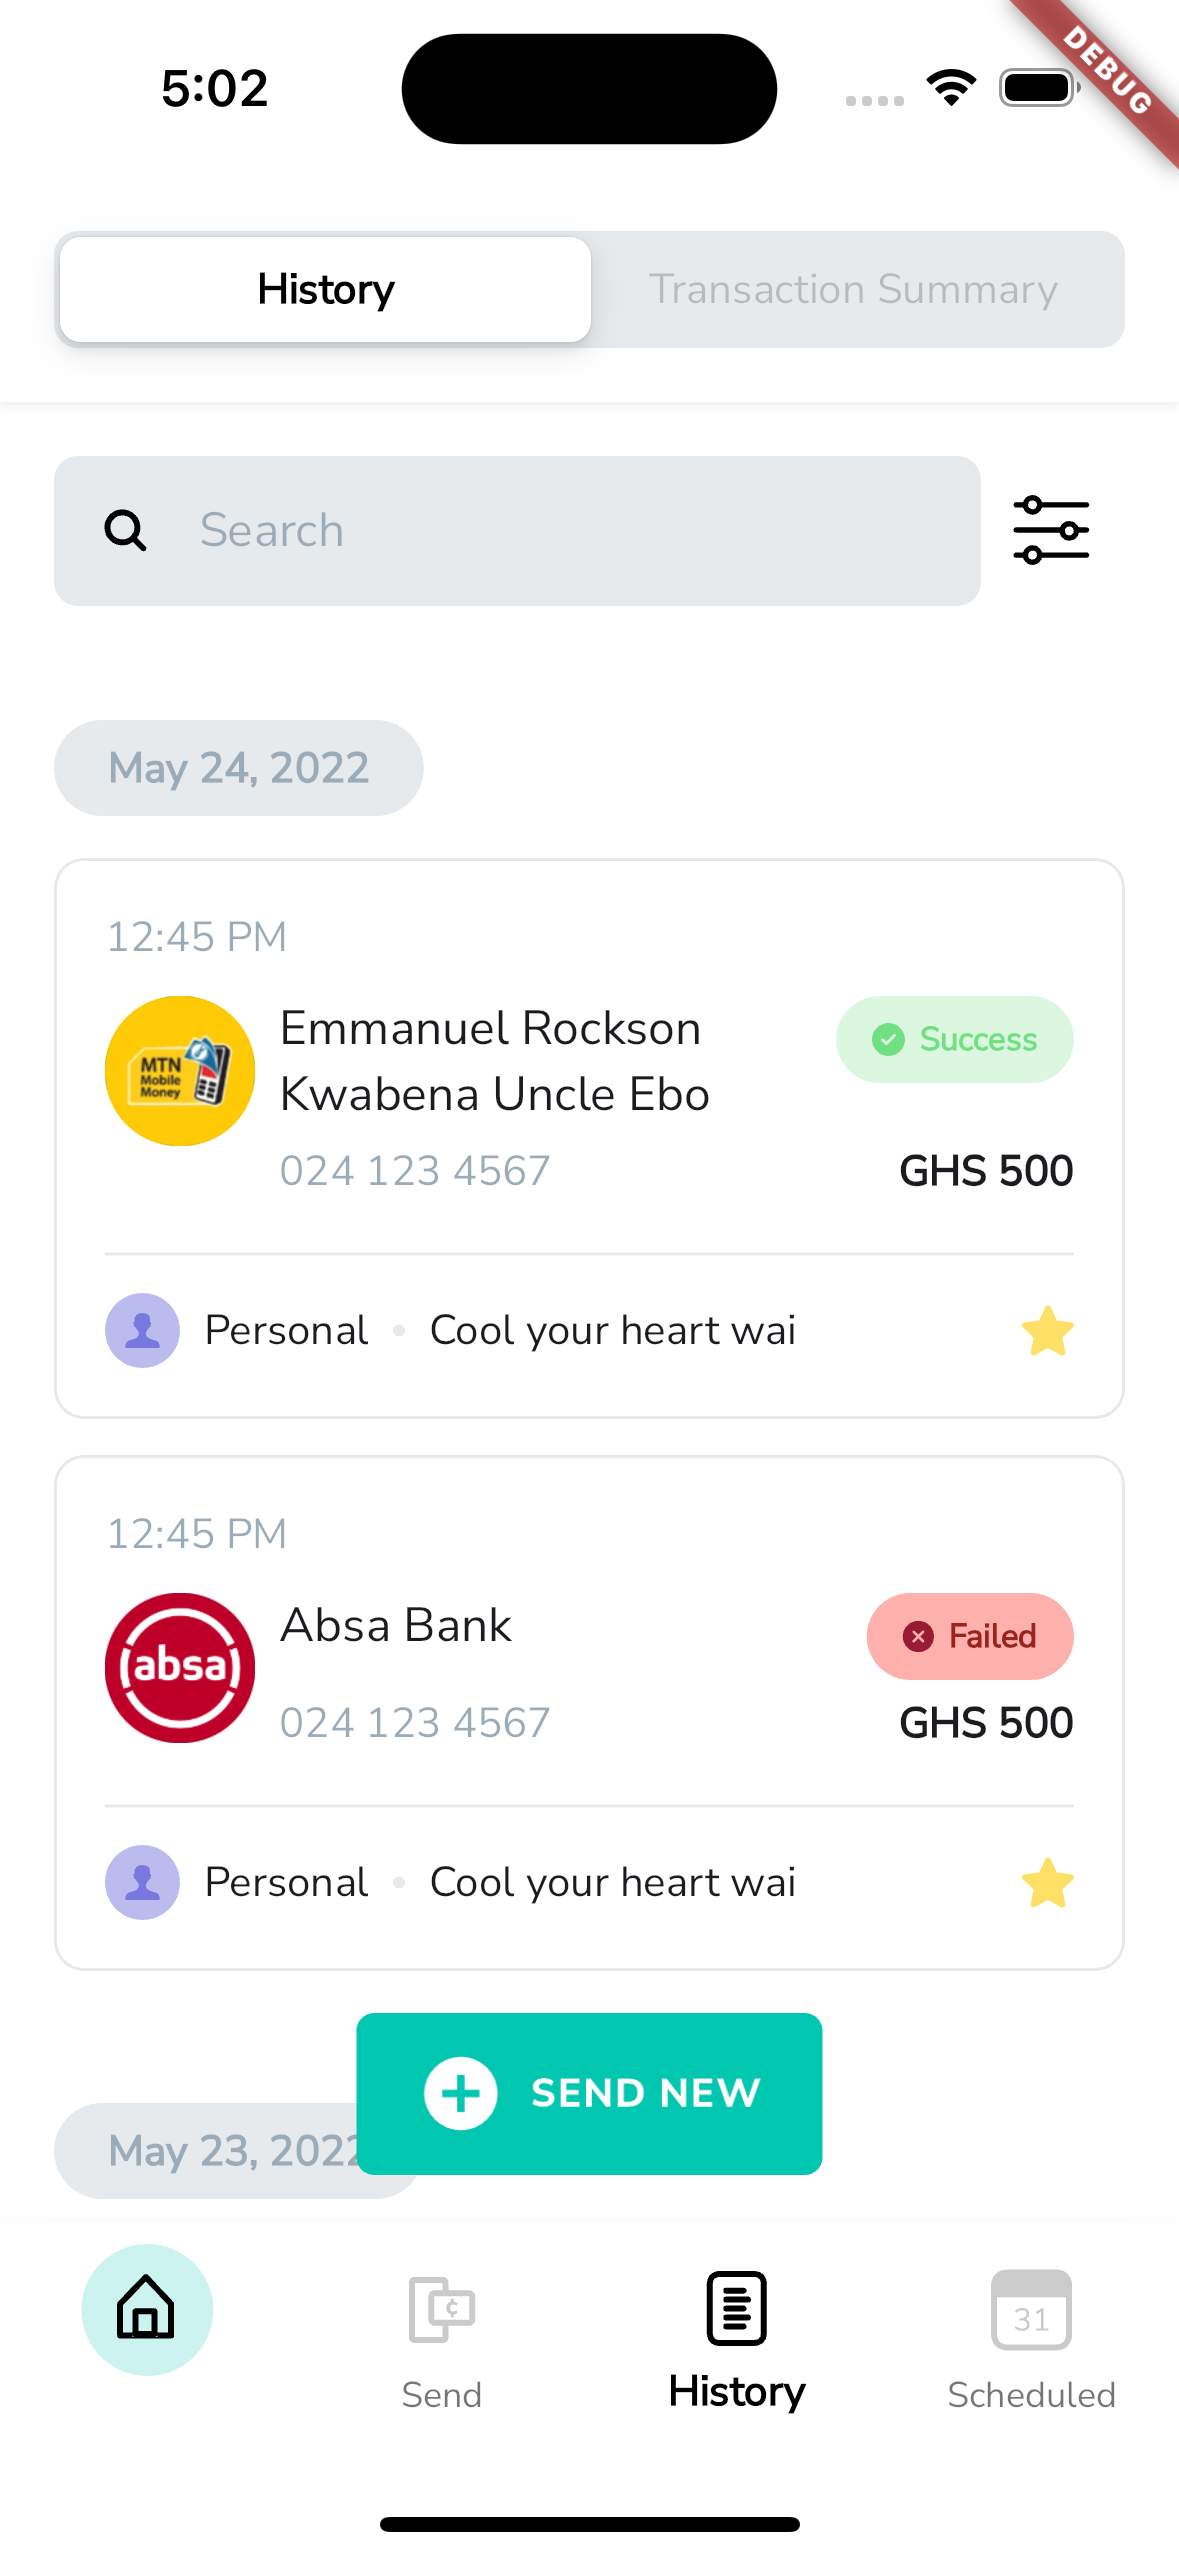 5:02
DEBUG
History
Transaction Summary
Search
May 24, 2022
12:45 PM
MTN
Mobile
Money
Emmanuel Rockson
Kwabena Uncle Ebo
Success
024 123 4567
GHS 500
Personal • Cool your heart wai
12:45 PM
absa
Absa Bank
Failed
024 123 4567
GHS 500
Personal • Cool your heart wai
SEND NEW
May 23, 2022
¢
31
Send
History
Scheduled